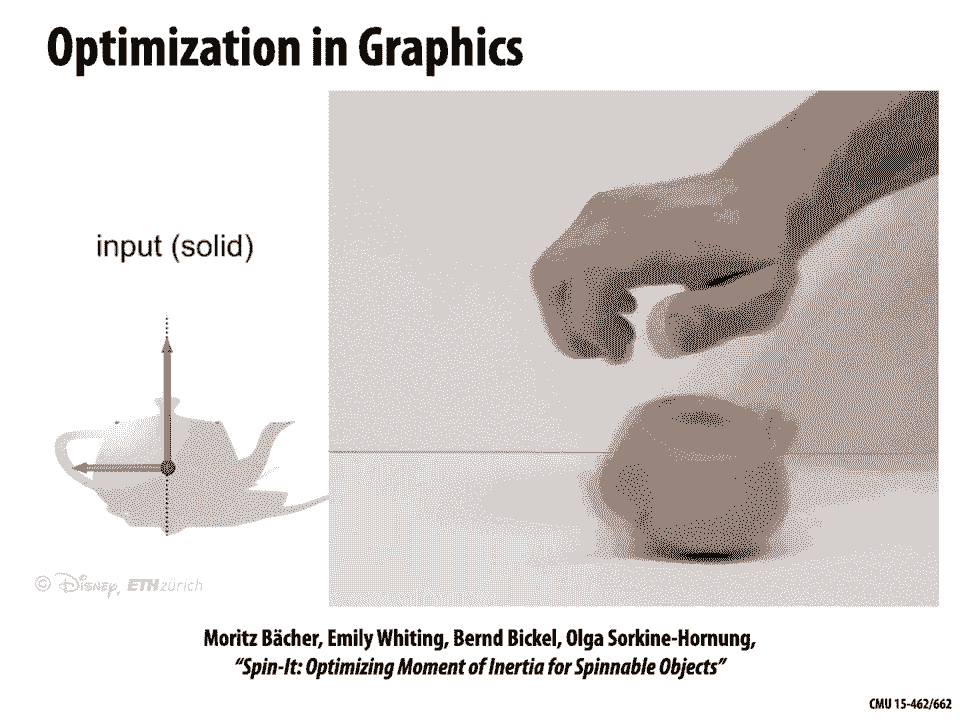 Optimization in Graphics
input (solid)
© Disney, ETH zürich
Moritz Bächer, Emily Whiting, Bernd Bickel, Olga Sorkine-Hornung,
“Spin-It: Optimizing Moment of Inertia for Spinnable Objects”
CMU 15-462/662